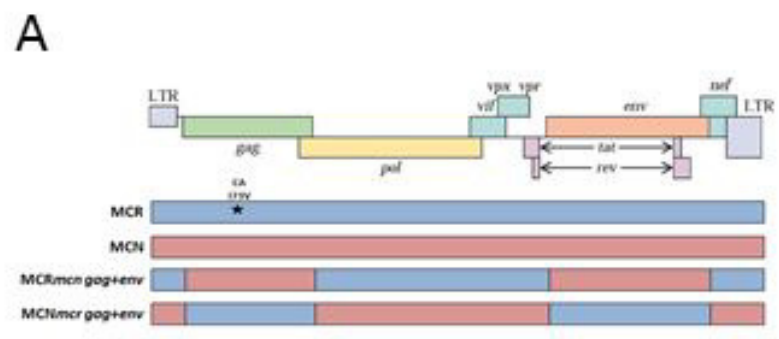 A
vpx vpr
nef
LTR
vif
env
LTR
gag
tat
pol
rev
CA
MCR
MCN
MCRmcn gag+env
MCNmcr gag+env